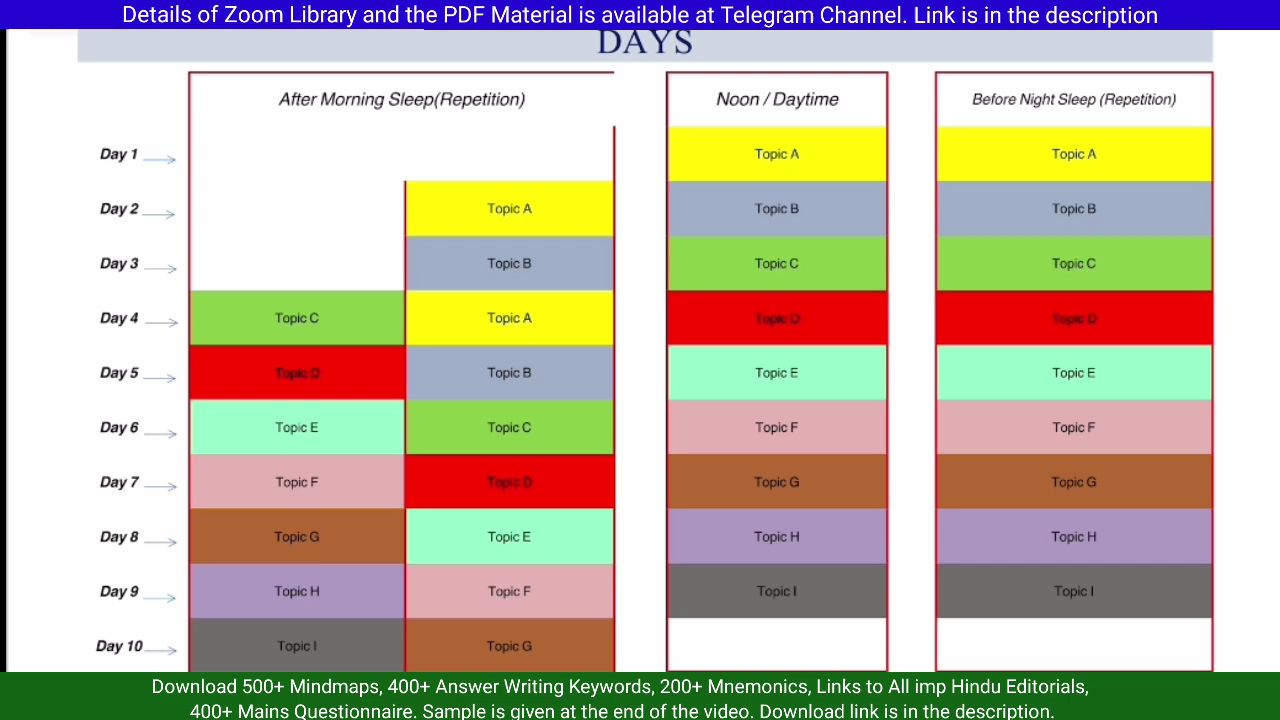 Details of Zoom Library and the PDF Material is available at Telegram Channel. Link is in the description
DAYS
After Morning Sleep(Repetition) Noon / Daytime Before Night Sleep (Repetition)
Day 1 Topic A Topic A
Day 2 Topic A Topic B Topic B
Day 3 Topic B Topic C Topic C
Day 4 Topic C Topic A Topic D Topic D
Day 5 Topic D Topic B Topic E Topic E
Day 6 Topic E Topic C Topic F Topic F
Day 7 Topic F Topic D Topic G Topic G
Day 8 Topic G Topic E Topic H Topic H
Day 9 Topic H Topic F Topic I Topic I
Day 10 Topic I Topic G
Download 500+ Mindmaps, 400+ Answer Writing Keywords, 200+ Mnemonics, Links to All imp Hindu Editorials,
400+ Mains Questionnaire. Sample is given at the end of the video. Download link is in the description.